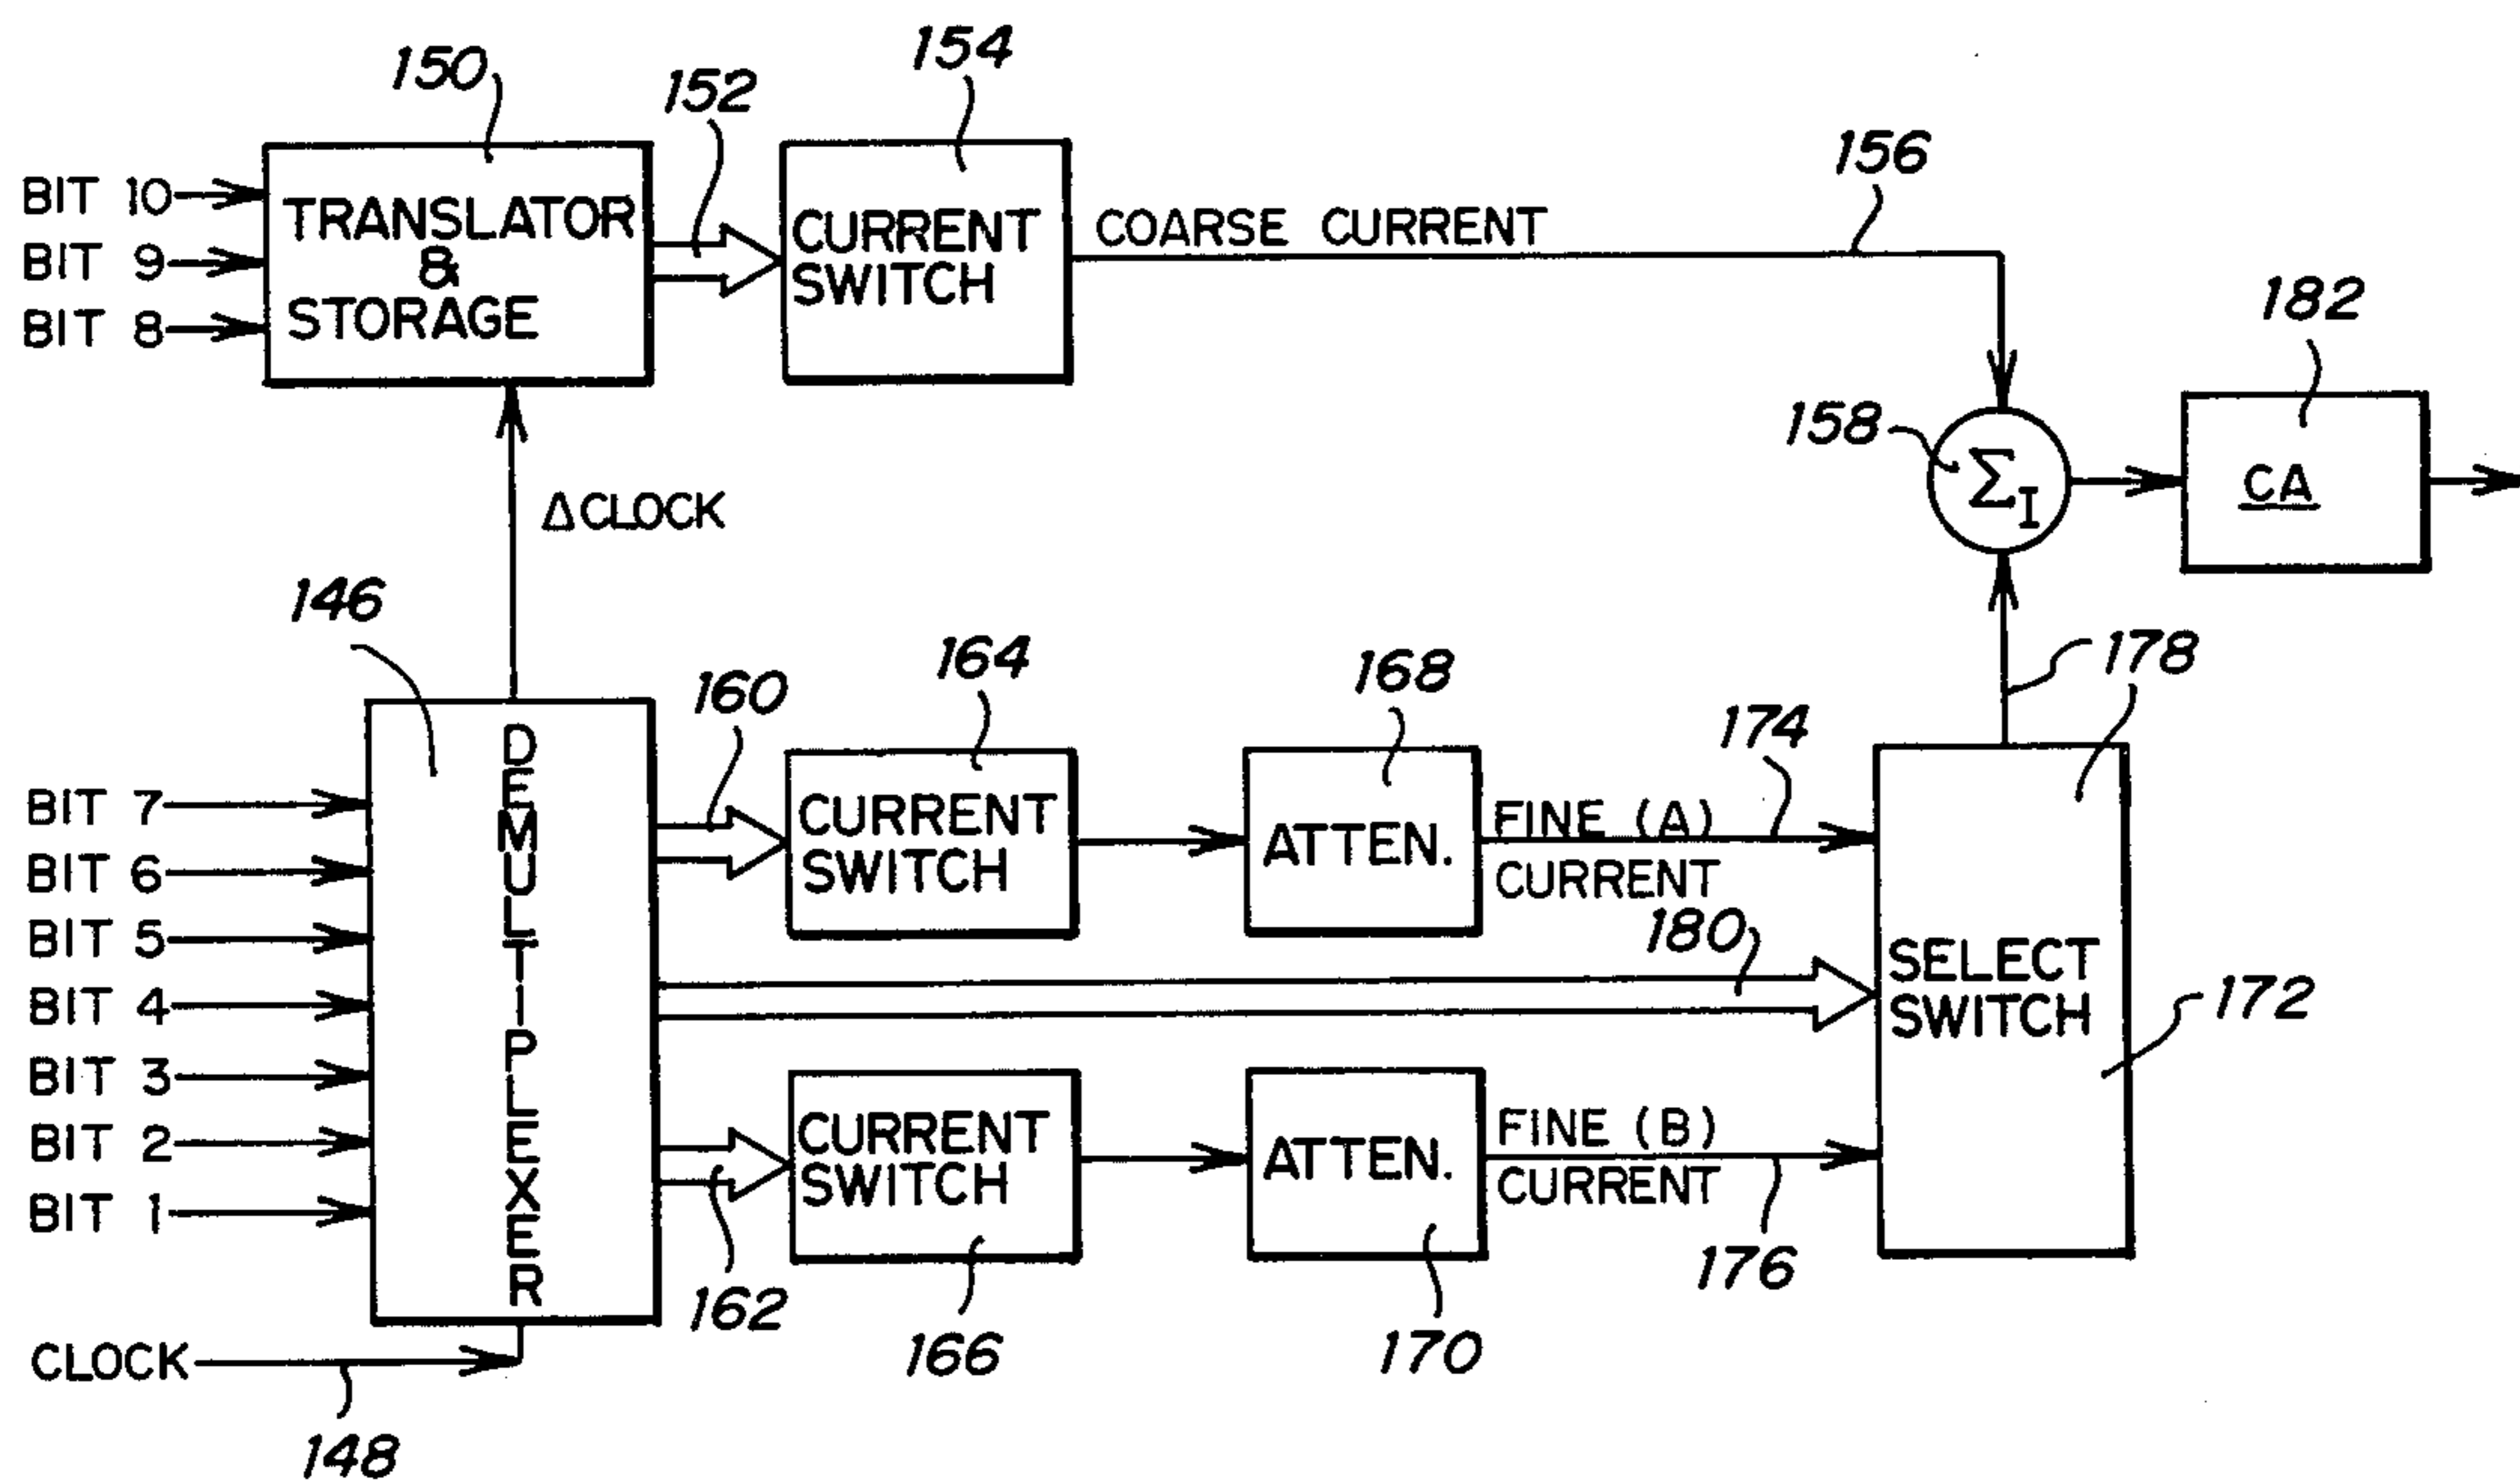 150
152
154
156
BIT 10
BIT 9
BIT 8
TRANSLATOR
&
STORAGE
CURRENT
SWITCH
COARSE CURRENT
182
158
Σ I
CA
Δ CLOCK
146
160
164
168
174
178
BIT 7
BIT 6
BIT 5
BIT 4
BIT 3
BIT 2
BIT 1
DEMULTIPLEXER
CURRENT
SWITCH
ATTEN.
FINE (A)
CURRENT
180
SELECT
SWITCH
172
CURRENT
SWITCH
ATTEN.
FINE (B)
CURRENT
162
166
170
176
CLOCK
148